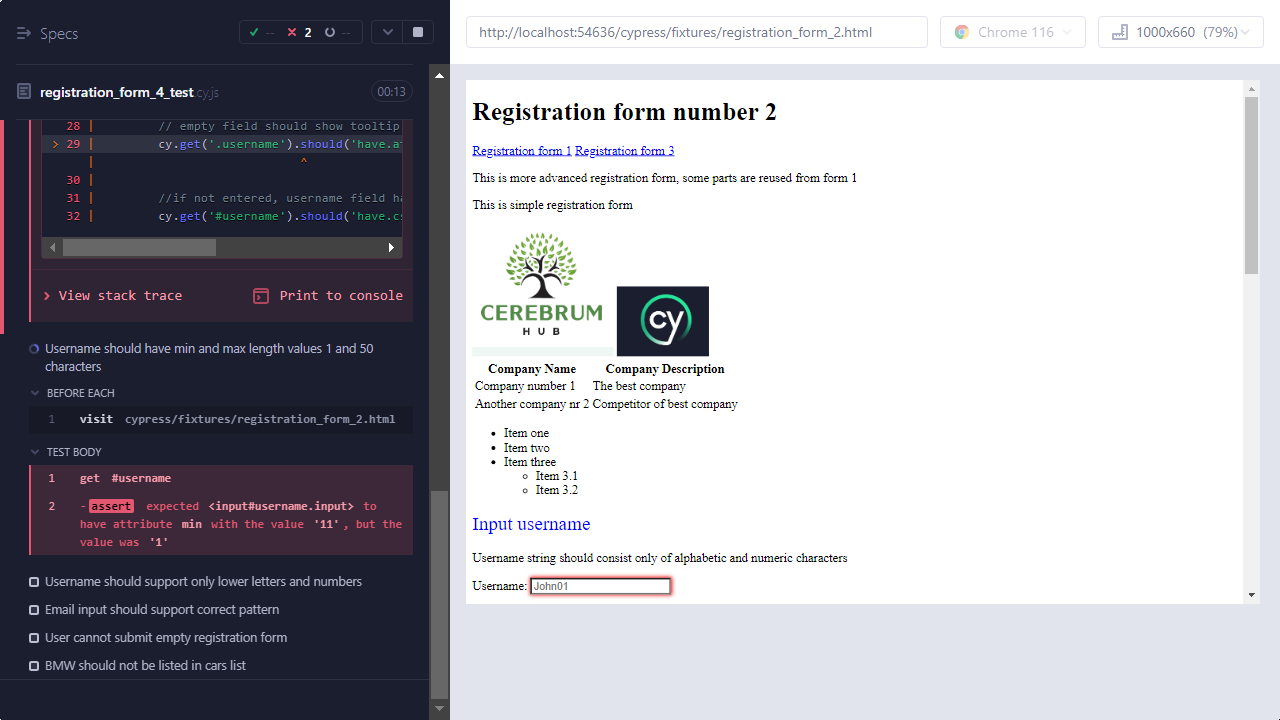 Specs
-- 2 --
registration_form_4_test.cy.js 00:13
28 | // empty field should show tooltip
> 29 | cy.get('.username').should('have.at
| ^
30 |
31 | //if not entered, username field ha
32 | cy.get('#username').should('have.cs
View stack trace
Print to console
Username should have min and max length values 1 and 50
characters
BEFORE EACH
1 visit cypress/fixtures/registration_form_2.html
TEST BODY
1 get #username
2 -assert expected <input#username.input> to
have attribute min with the value '11', but the
value was '1'
Username should support only lower letters and numbers
Email input should support correct pattern
User cannot submit empty registration form
BMW should not be listed in cars list
http://localhost:54636/cypress/fixtures/registration_form_2.html
Chrome 116
1000x660 (79%)
Registration form number 2
Registration form 1 Registration form 3
This is more advanced registration form, some parts are reused from form 1
This is simple registration form
CEREBRUM
HUB
cy
Company Name Company Description
Company number 1 The best company
Another company nr 2 Competitor of best company
Item one
Item two
Item three
Item 3.1
Item 3.2
Input username
Username string should consist only of alphabetic and numeric characters
Username: John01